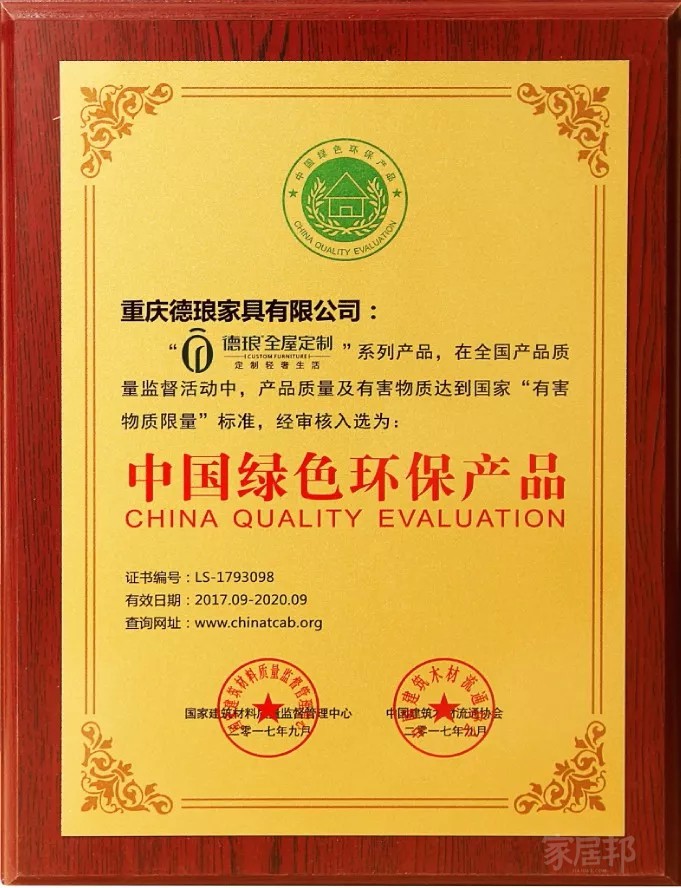 中国绿色环保产品
CHINA QUALITY EVALUATION
重庆德琅家具有限公司：
“德琅®全屋定制”系列产品，在全国产品质
CUSTOM FURNITURE
定制轻奢生活
量监督活动中，产品质量及有害物质达到国家“有害
物质限量”标准，经审核入选为：
中国绿色环保产品
CHINA QUALITY EVALUATION
证书编号：LS-1793098
有效日期：2017.09-2020.09
查询网址：www.chinatcab.org
国家建筑材料质量监督管理中心 中国建筑木材流通协会
二零一七年九月 二零一七年九月
家居邦